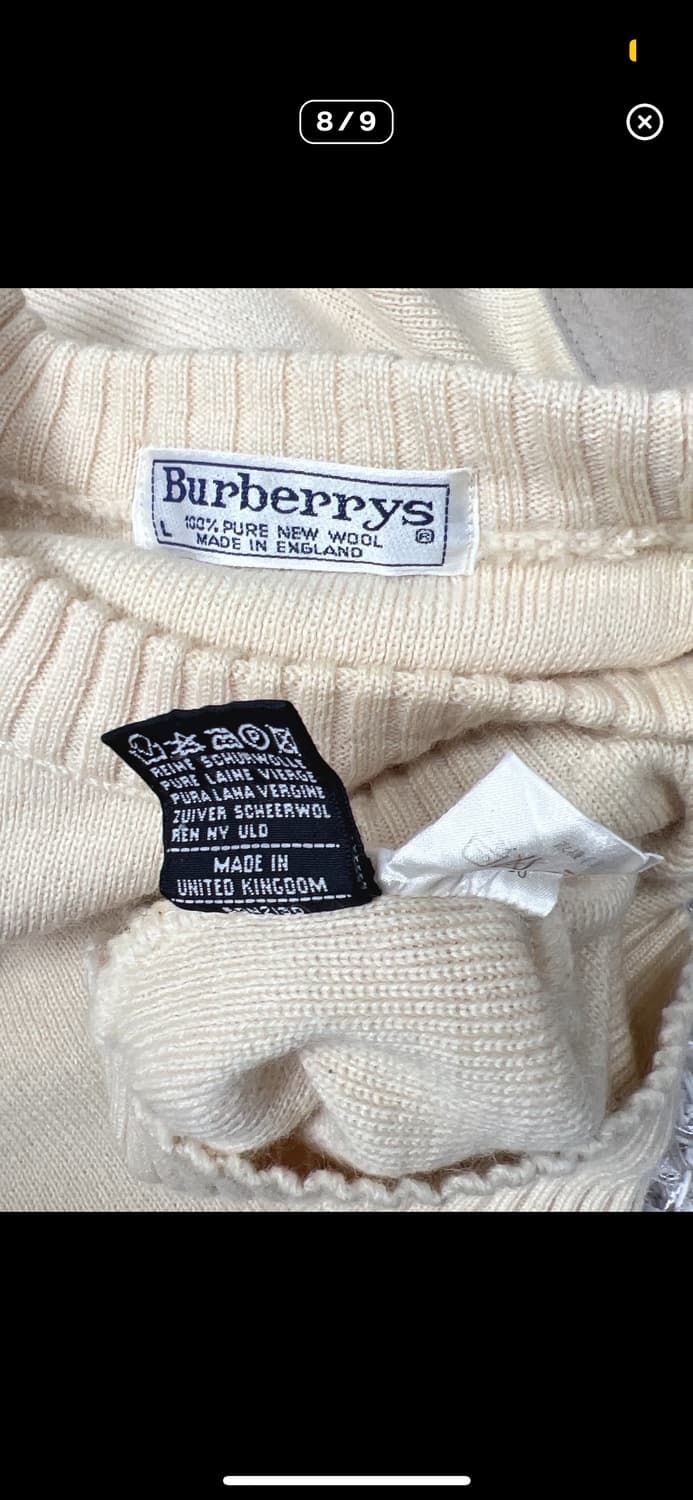 8/9
Burberrys
L 100% PURE NEW WOOL ®
MADE IN ENGLAND
REINE SCHURWOLLE
PURE LAINE VIERGE
PURA LANA VERGINE
ZUIVER SCHEERWOL
REN NY ULD
MADE IN
UNITED KINGDOM